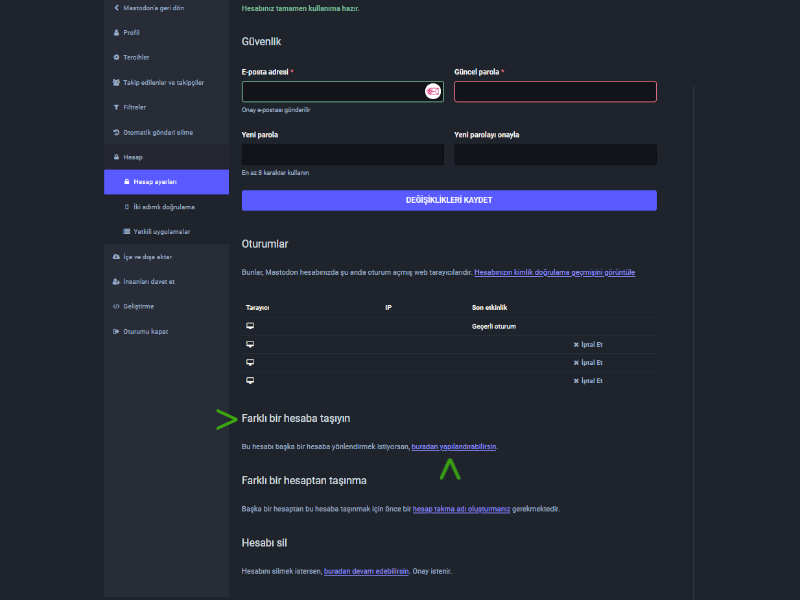 Mastodon'a geri dön
Profil
Tercihler
Takip edilenler ve takipçiler
Filtreler
Otomatik gönderi silme
Hesap
Hesap ayarları
İki adımlı doğrulama
Yetkili uygulamalar
İçe ve dışa aktar
İnsanları davet et
Geliştirme
Oturumu kapat
Hesabınız tamamen kullanıma hazır.
Güvenlik
E-posta adresi * Güncel parola *
Onay e-postası gönderilir
Yeni parola Yeni parolayı onayla
En az 8 karakter kullanın
DEĞİŞİKLİKLERİ KAYDET
Oturumlar
Bunlar, Mastodon hesabınızda şu anda oturum açmış web tarayıcılarıdır. Hesabınızın kimlik doğrulama geçmişini görüntüle
Tarayıcı IP Son etkinlik
Geçerli oturum
İptal Et
İptal Et
İptal Et
Farklı bir hesaba taşıyın
Bu hesabı başka bir hesaba yönlendirmek istiyorsan, buradan yapılandırabilirsin.
Farklı bir hesaptan taşınma
Başka bir hesaptan bu hesaba taşınmak için önce bir hesap takma adı oluşturmanız gerekmektedir.
Hesabı sil
Hesabını silmek istersen, buradan devam edebilirsin. Onay istenir.